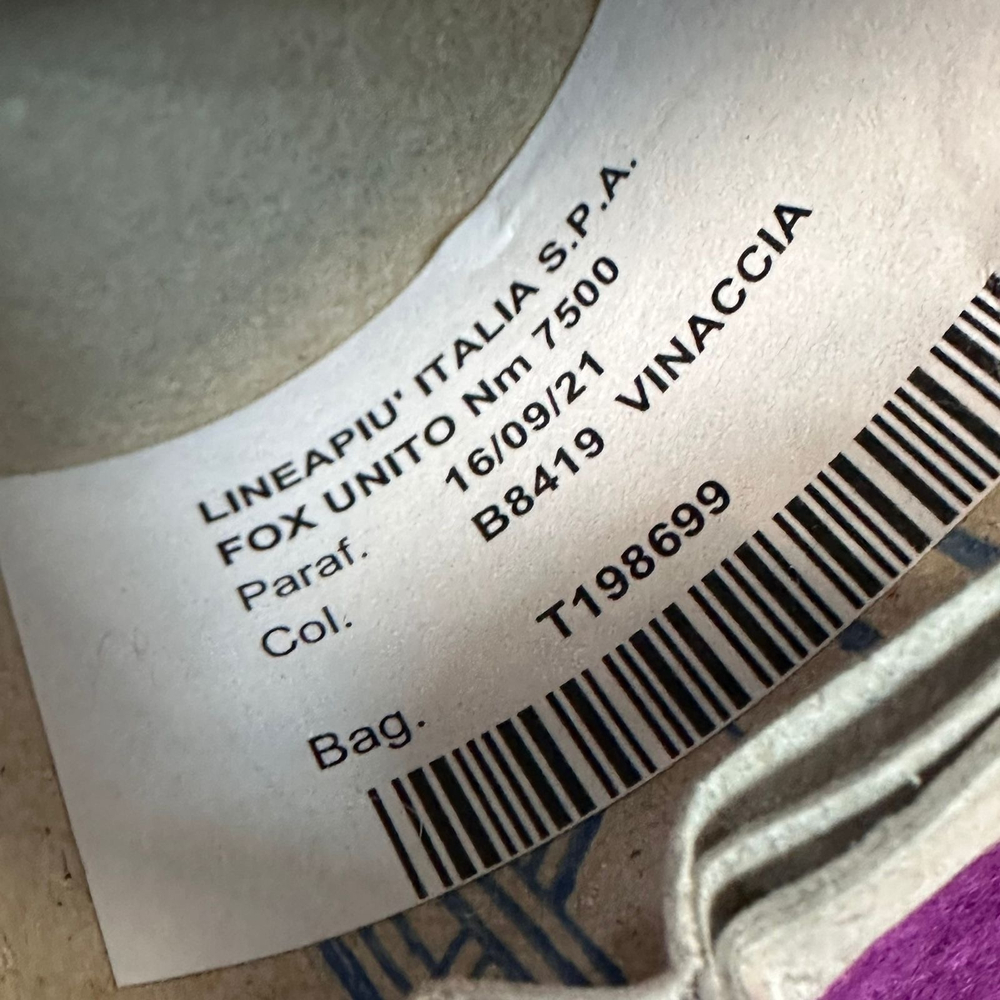 LINEAPIU' ITALIA S.P.A.
FOX UNITO Nm 7500
Paraf. 16/09/21
Col. B8419 VINACCIA
Bag. T198699